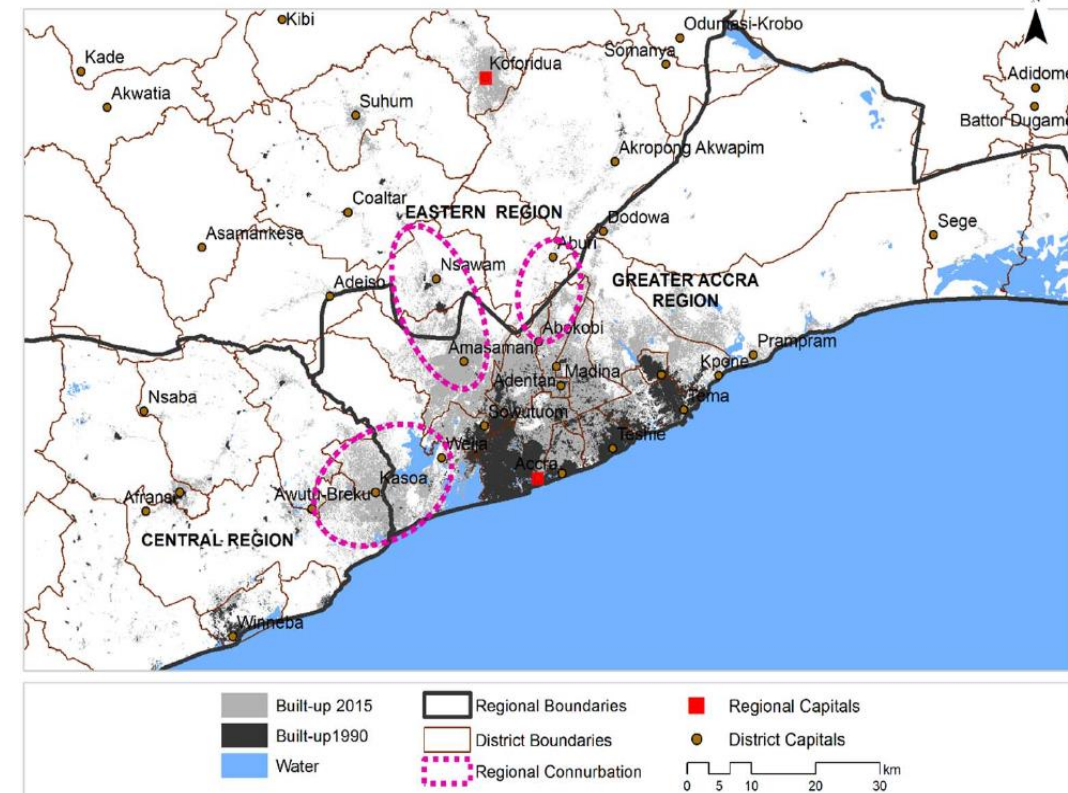 Kibi
Odumasi-Krobo
Kade
Somanya
Koforidua
Adidome
Akwatia
Suhum
Battor Dugame
Akropong Akwapim
Coaltar
EASTERN REGION
Dodowa
Sege
Asamankese
Aburi
Nsawam
GREATER ACCRA
REGION
Adeiso
Abokobi
Amasaman
Prampram
Madina
Kpone
Adentan
Nsaba
Tema
Sowutuom
Weija
Teshie
Accra
Kasoa
Afransi
Awutu-Breku
CENTRAL REGION
Winneba
Built-up 2015
Regional Boundaries
Regional Capitals
Built-up1990
District Boundaries
District Capitals
Water
Regional Connurbation
km
0 5 10 20 30